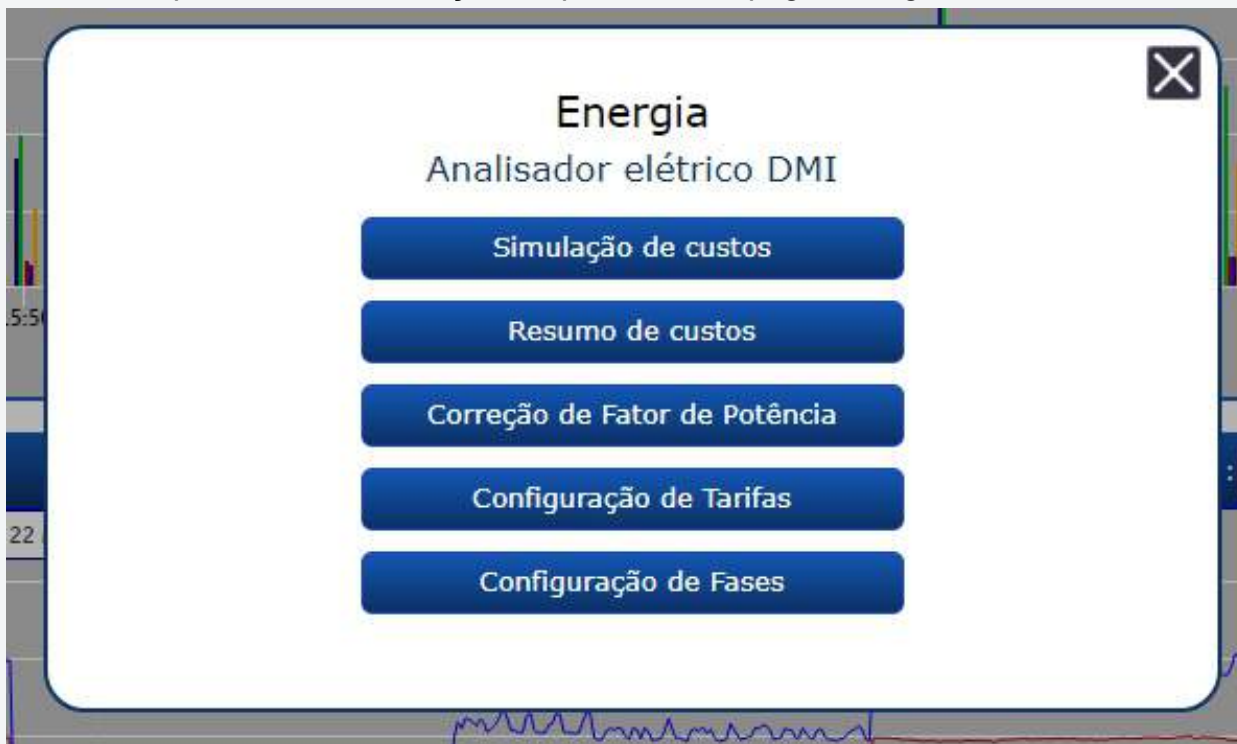 Energia
Analisador elétrico DMI
Simulação de custos
Resumo de custos
Correção de Fator de Potência
Configuração de Tarifas
Configuração de Fases
22